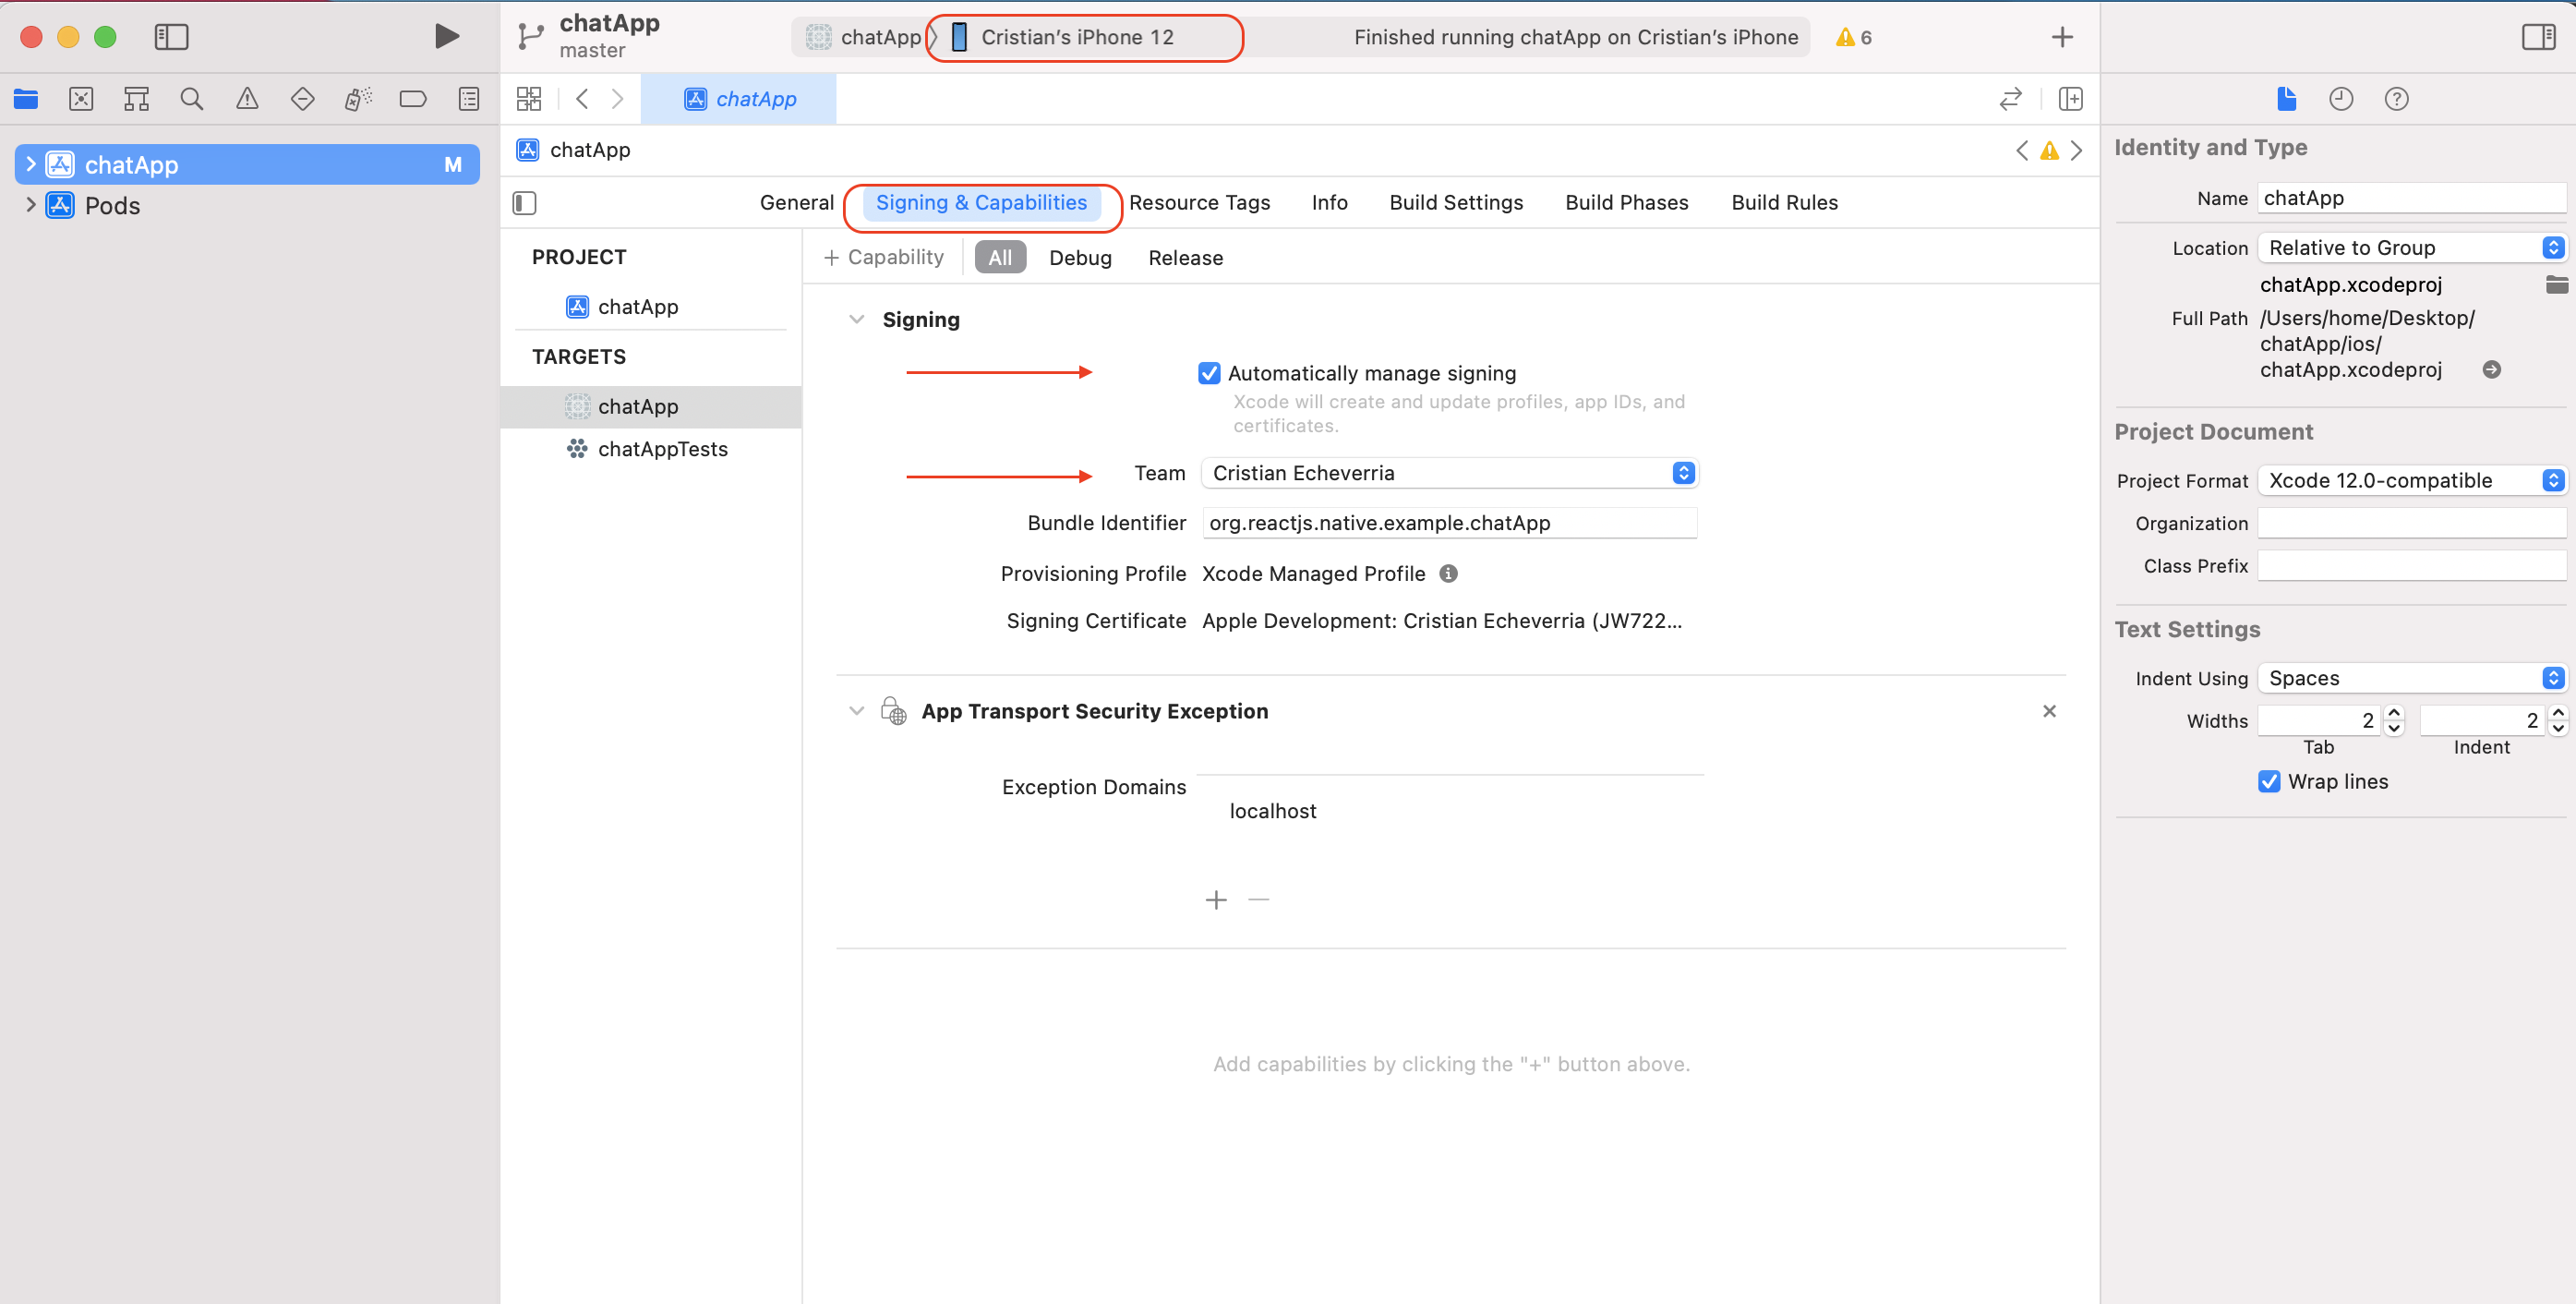 chatApp
master
chatApp
Cristian's iPhone 12
Finished running chatApp on Cristian's iPhone
6
chatApp
chatApp
M
Pods
chatApp
General
Signing & Capabilities
Resource Tags
Info
Build Settings
Build Phases
Build Rules
PROJECT
chatApp
TARGETS
chatApp
chatAppTests
+ Capability
All
Debug
Release
Signing
Automatically manage signing
Xcode will create and update profiles, app IDs, and
certificates.
Team
Cristian Echeverria
Bundle Identifier
org.reactjs.native.example.chatApp
Provisioning Profile
Xcode Managed Profile
Signing Certificate
Apple Development: Cristian Echeverria (JW722...
App Transport Security Exception
Exception Domains
localhost
Add capabilities by clicking the "+" button above.
Identity and Type
Name
chatApp
Location
Relative to Group
chatApp.xcodeproj
Full Path
/Users/home/Desktop/
chatApp/ios/
chatApp.xcodeproj
Project Document
Project Format
Xcode 12.0-compatible
Organization
Class Prefix
Text Settings
Indent Using
Spaces
Widths
2
2
Tab
Indent
Wrap lines